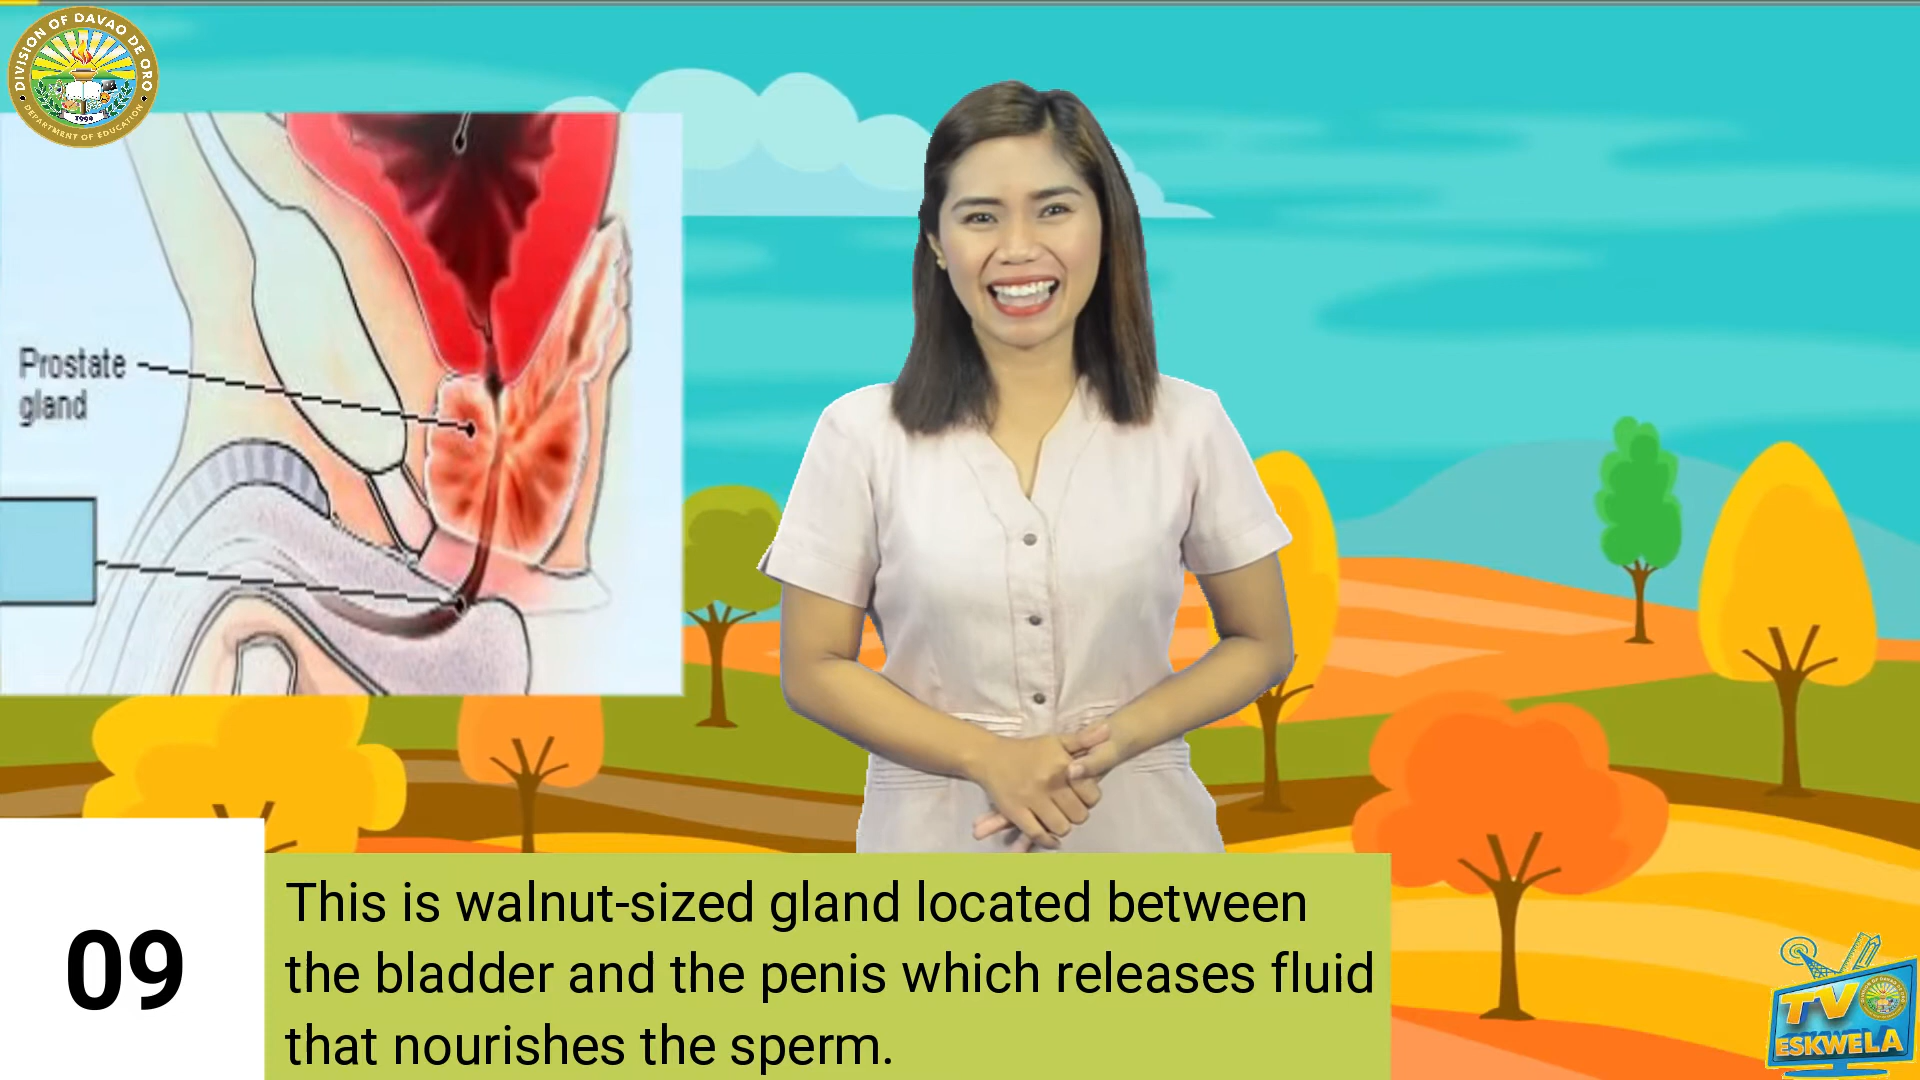 DIVISION OF DAVAO DE ORO
1998
DEPARTMENT OF EDUCATION
Prostate
gland
09
This is walnut-sized gland located between
the bladder and the penis which releases fluid
that nourishes the sperm.
TV
ESKWELA